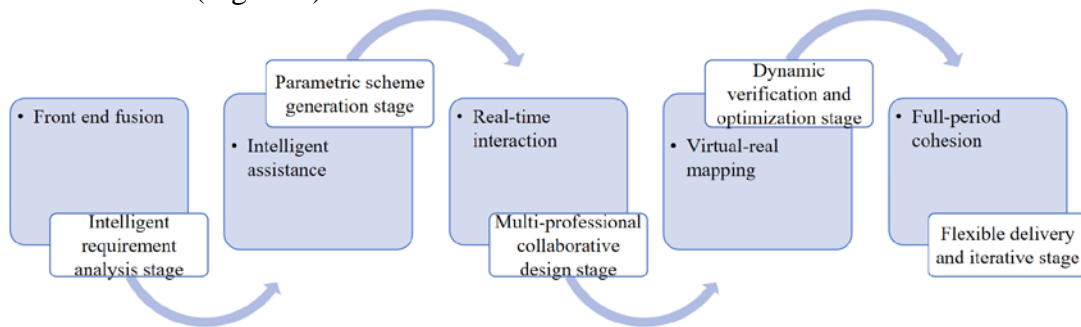 • Front end fusion
Intelligent
requirement
analysis stage
Parametric scheme
generation stage
• Intelligent
assistance
• Real-time
interaction
Multi-professional
collaborative
design stage
Dynamic
verification and
optimization stage
• Virtual-real
mapping
• Full-period
cohesion
Flexible delivery
and iterative stage